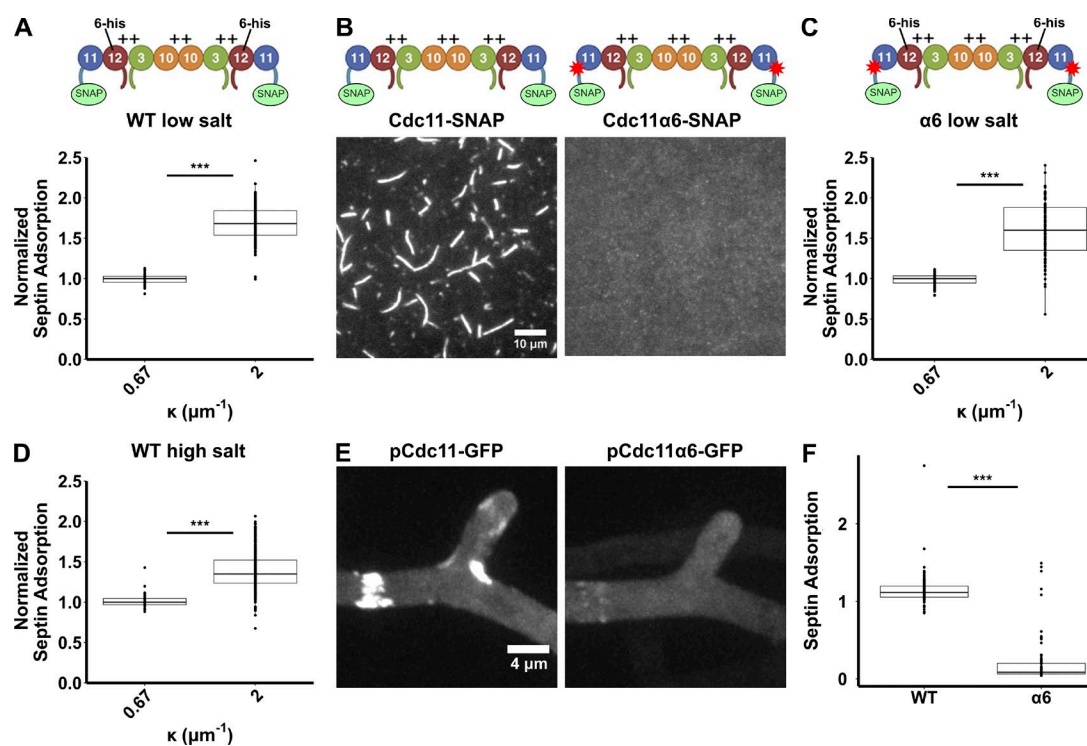 A
6-his
6-his
++ ++ ++
11 12 3 10 10 3 12 11
SNAP SNAP
WT low salt
Normalized
Septin Adsorption
2.5
2.0
1.5
1.0
0.5
0.0
***
0.67 2
κ (µm⁻¹)
B
++ ++ ++
11 12 3 10 10 3 12 11
SNAP SNAP
Cdc11-SNAP
10 µm
++ ++ ++
11 12 3 10 10 3 12 11
SNAP SNAP
Cdc11α6-SNAP
C
6-his
6-his
++ ++ ++
11 12 3 10 10 3 12 11
SNAP SNAP
α6 low salt
Normalized
Septin Adsorption
2.5
2.0
1.5
1.0
0.5
0.0
***
0.67 2
κ (µm⁻¹)
D
WT high salt
Normalized
Septin Adsorption
2.5
2.0
1.5
1.0
0.5
0.0
***
0.67 2
κ (µm⁻¹)
E
pCdc11-GFP
4 µm
pCdc11α6-GFP
F
Septin Adsorption
2
1
0
***
WT α6